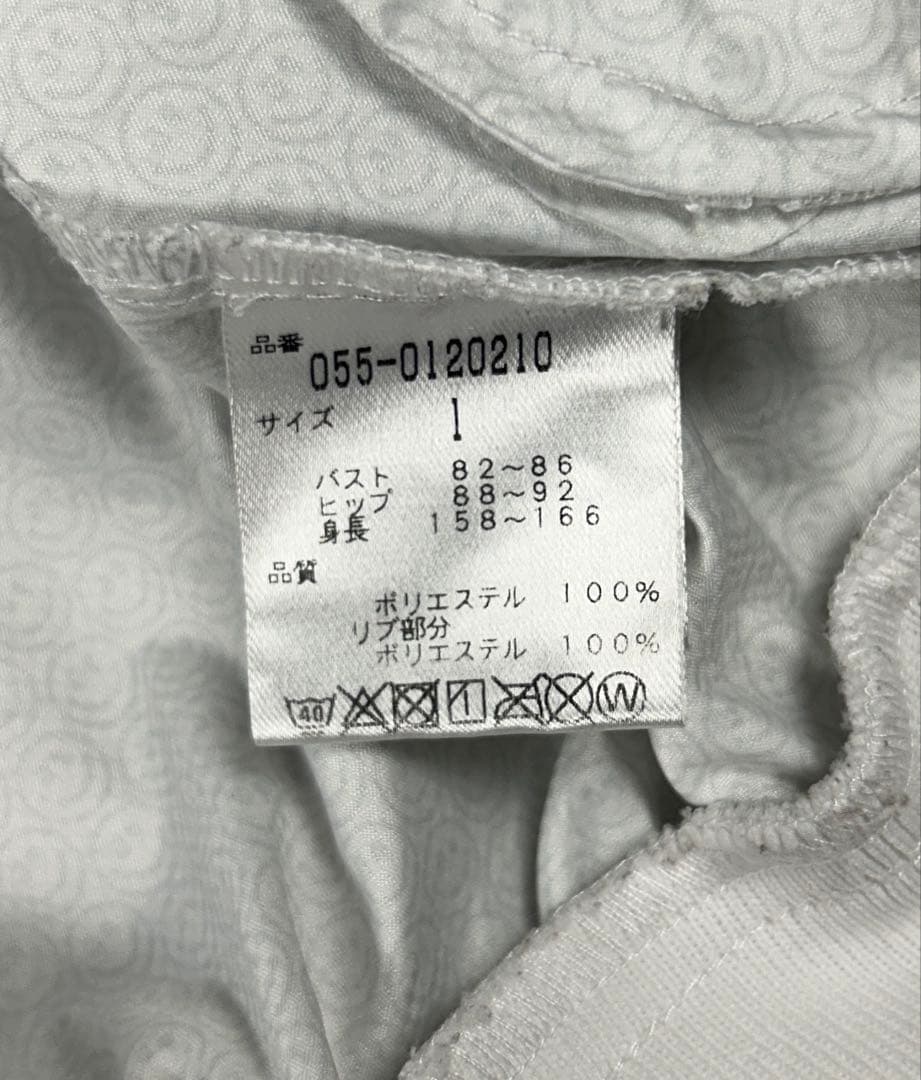 品番
055-0120210
サイズ 1
バスト 82～86
ヒップ 88～92
身長 158～166
品質
ポリエステル 100%
リブ部分
ポリエステル 100%
40 W